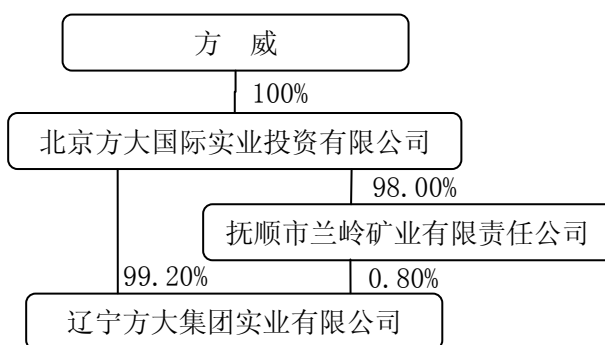 方　威
100%
北京方大国际实业投资有限公司
98.00%
抚顺市兰岭矿业有限责任公司
99.20%
0.80%
辽宁方大集团实业有限公司